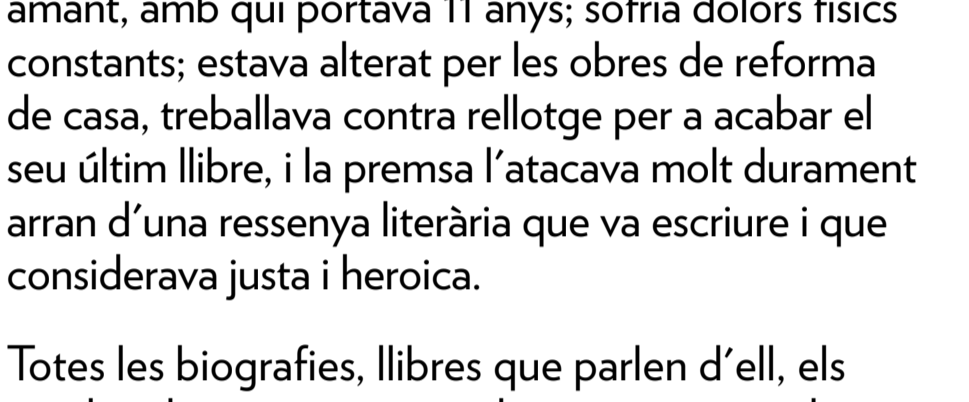 amant, amb qui portava 11 anys; sofria dolors físics
constants; estava alterat per les obres de reforma
de casa, treballava contra rellotge per a acabar el
seu últim llibre, i la premsa l'atacava molt durament
arran d'una ressenya literària que va escriure i que
considerava justa i heroica.
Totes les biografies, llibres que parlen d'ell, els